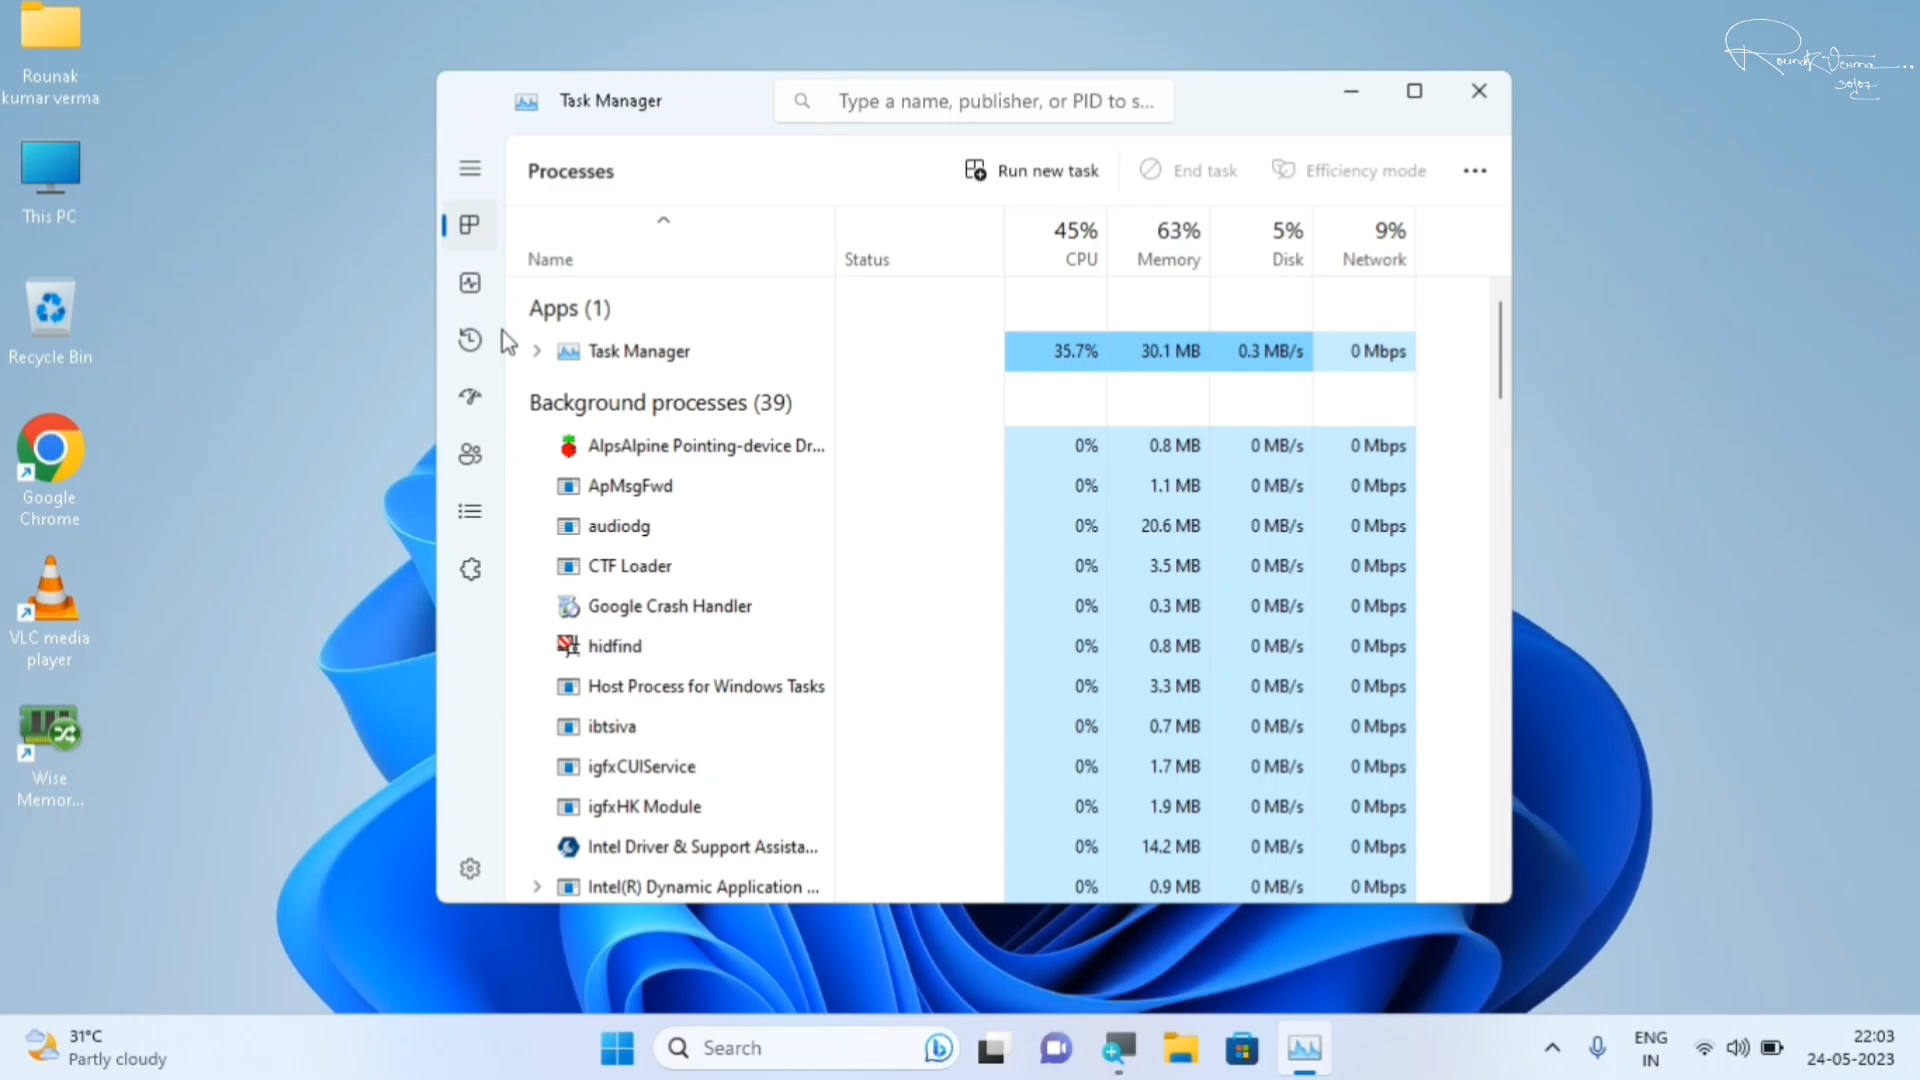 Rounak
kumar verma
This PC
Recycle Bin
Google
Chrome
VLC media
player
Wise
Memor...
Rounak Verma...
30/07
Task Manager
Type a name, publisher, or PID to s...
Processes
Run new task
End task
Efficiency mode
Name
Status
45%
CPU
63%
Memory
5%
Disk
9%
Network
Apps (1)
Task Manager 35.7% 30.1 MB 0.3 MB/s 0 Mbps
Background processes (39)
AlpsAlpine Pointing-device Dr... 0% 0.8 MB 0 MB/s 0 Mbps
ApMsgFwd 0% 1.1 MB 0 MB/s 0 Mbps
audiodg 0% 20.6 MB 0 MB/s 0 Mbps
CTF Loader 0% 3.5 MB 0 MB/s 0 Mbps
Google Crash Handler 0% 0.3 MB 0 MB/s 0 Mbps
hidfind 0% 0.8 MB 0 MB/s 0 Mbps
Host Process for Windows Tasks 0% 3.3 MB 0 MB/s 0 Mbps
ibtsiva 0% 0.7 MB 0 MB/s 0 Mbps
igfxCUIService 0% 1.7 MB 0 MB/s 0 Mbps
igfxHK Module 0% 1.9 MB 0 MB/s 0 Mbps
Intel Driver & Support Assista... 0% 14.2 MB 0 MB/s 0 Mbps
Intel(R) Dynamic Application ... 0% 0.9 MB 0 MB/s 0 Mbps
31°C
Partly cloudy
Search
ENG
IN
22:03
24-05-2023